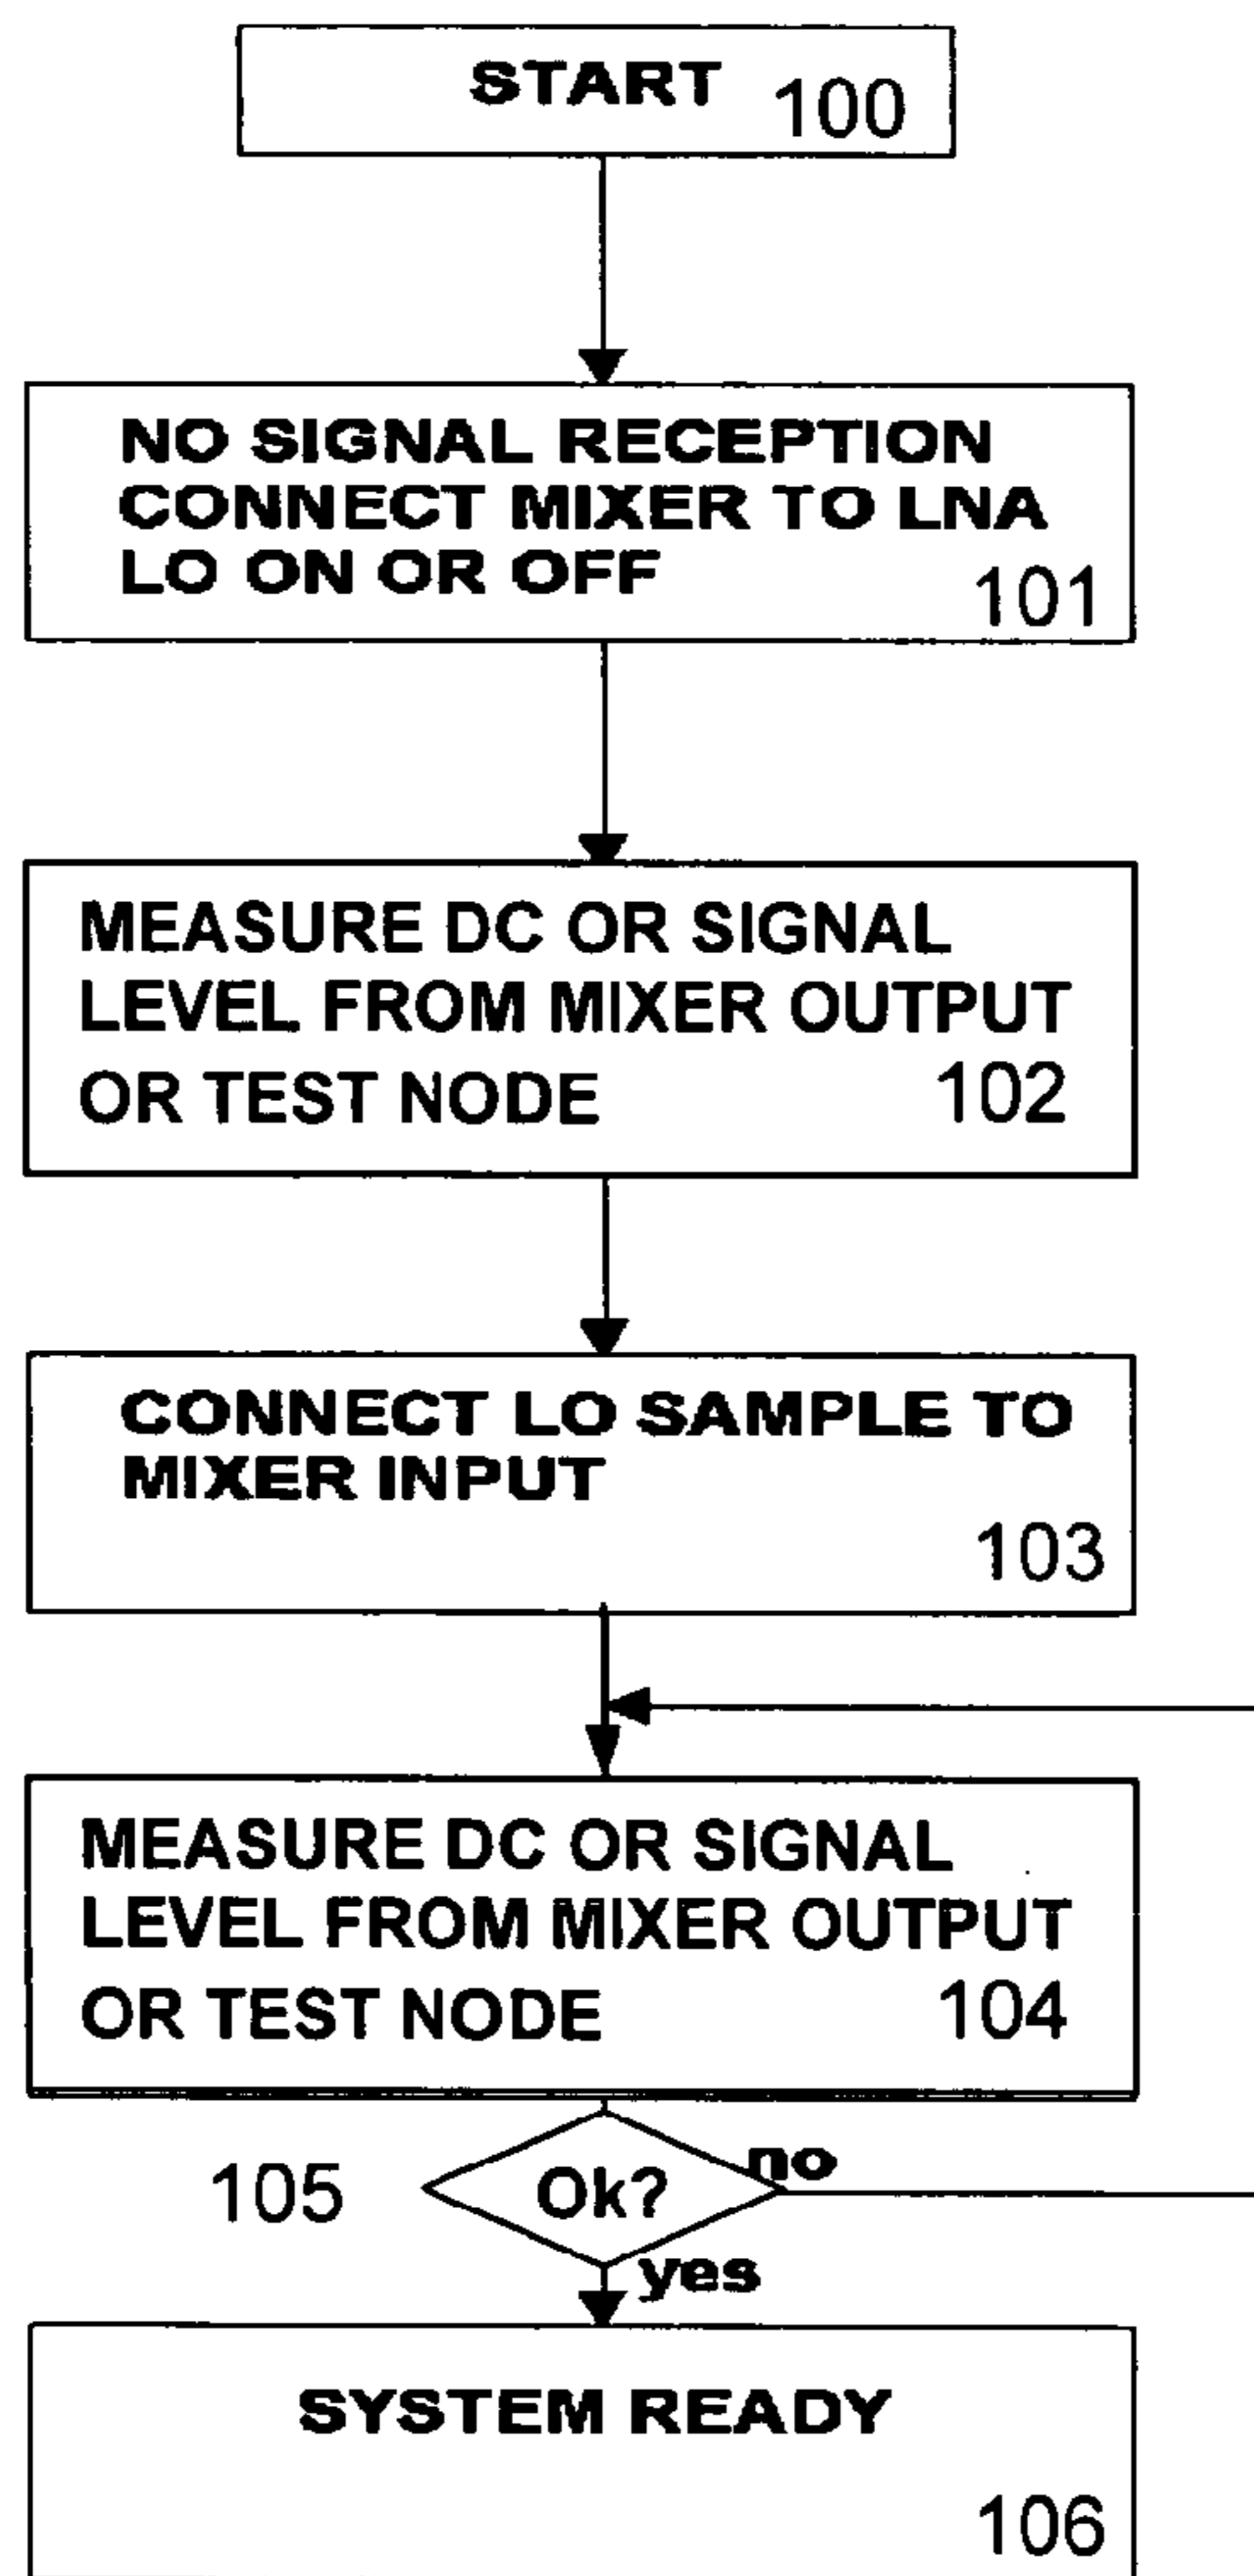 START 100
NO SIGNAL RECEPTION
CONNECT MIXER TO LNA
LO ON OR OFF 101
MEASURE DC OR SIGNAL
LEVEL FROM MIXER OUTPUT
OR TEST NODE 102
CONNECT LO SAMPLE TO
MIXER INPUT
103
MEASURE DC OR SIGNAL
LEVEL FROM MIXER OUTPUT
OR TEST NODE 104
no
105 Ok?
yes
SYSTEM READY
106